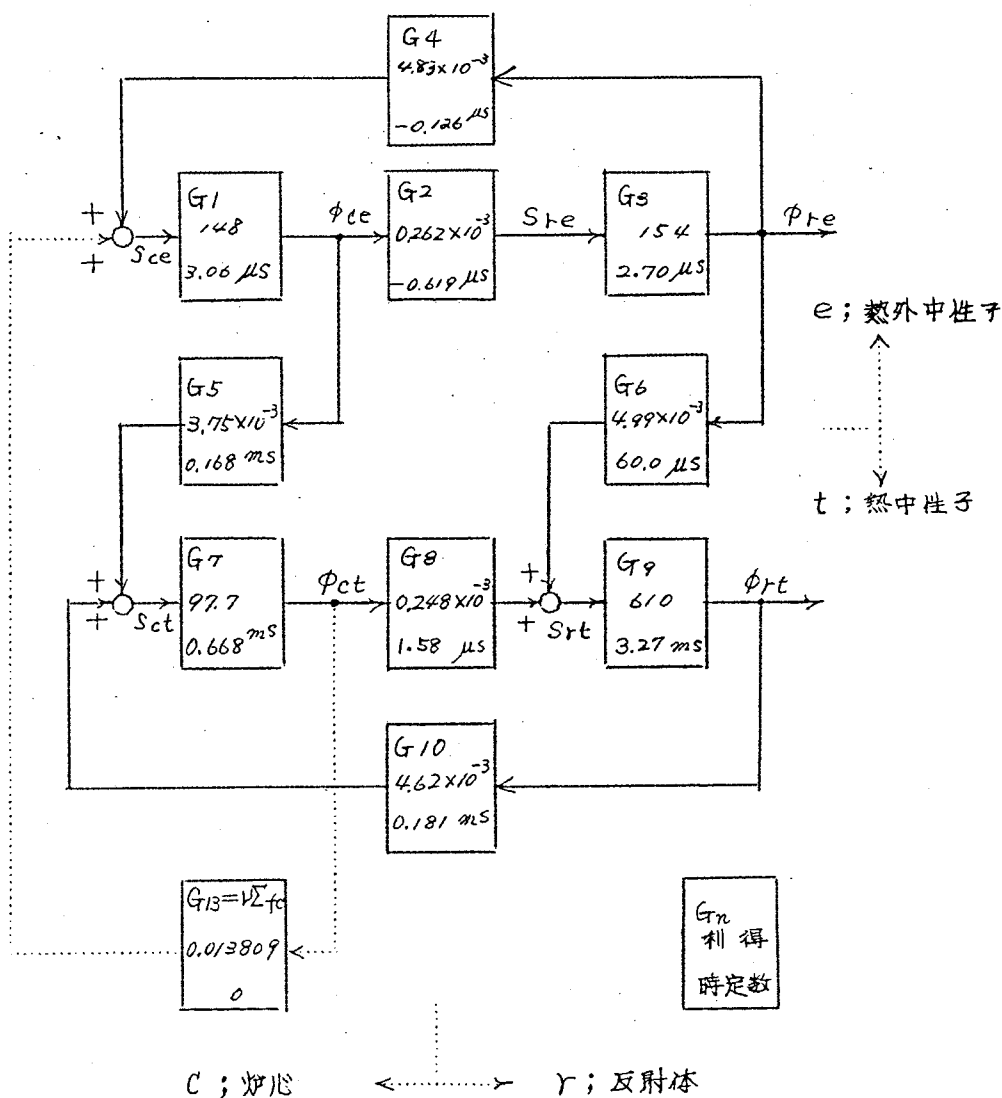 G4
4.83×10⁻³
-0.126 μs
+
+
Sce
G1
148
3.06 μs
φce
G2
0.262×10⁻³
-0.619 μs
Sre
G3
154
2.70 μs
φre
e ; 熱外中性子
G5
3.75×10⁻³
0.168 ms
G6
4.99×10⁻³
60.0 μs
t ; 熱中性子
+
+
Sct
G7
97.7
0.668 ms
φct
G8
0.248×10⁻³
1.58 μs
+
+
Srt
G9
610
3.27 ms
φrt
G10
4.62×10⁻³
0.181 ms
G13=νΣfc
0.013809
0
Gn
利得
時定数
C ; 炉心
r ; 反射体